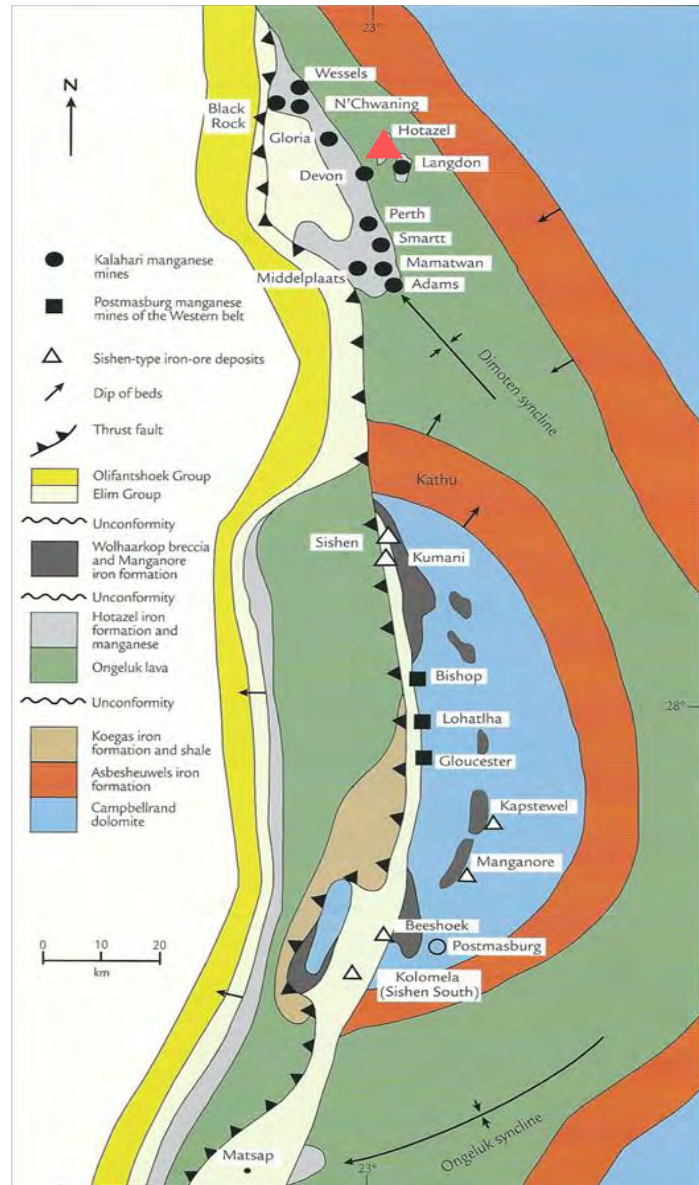 23°
N
Wessels
Black
Rock
N'Chwaning
Gloria
Hotazel
Langdon
Devon
Perth
Smartt
Mamatwan
Middelplaats
Adams
Kalahari manganese
mines
Postmasburg manganese
mines of the Western belt
Sishen-type iron-ore deposits
Dip of beds
Thrust fault
Olifantshoek Group
Elim Group
Unconformity
Wolhaarkop breccia
and Manganore
iron formation
Unconformity
Hotazel iron
formation and
manganese
Ongeluk lava
Unconformity
Koegas iron
formation and shale
Asbesheuwels iron
formation
Campbellrand
dolomite
0 10 20
km
Dimoten syncline
Kathu
Sishen
Kumani
Bishop
28°
Lohatlha
Gloucester
Kapstewel
Manganore
Beeshoek
Postmasburg
Kolomela
(Sishen South)
Ongeluk syncline
Matsap
23°